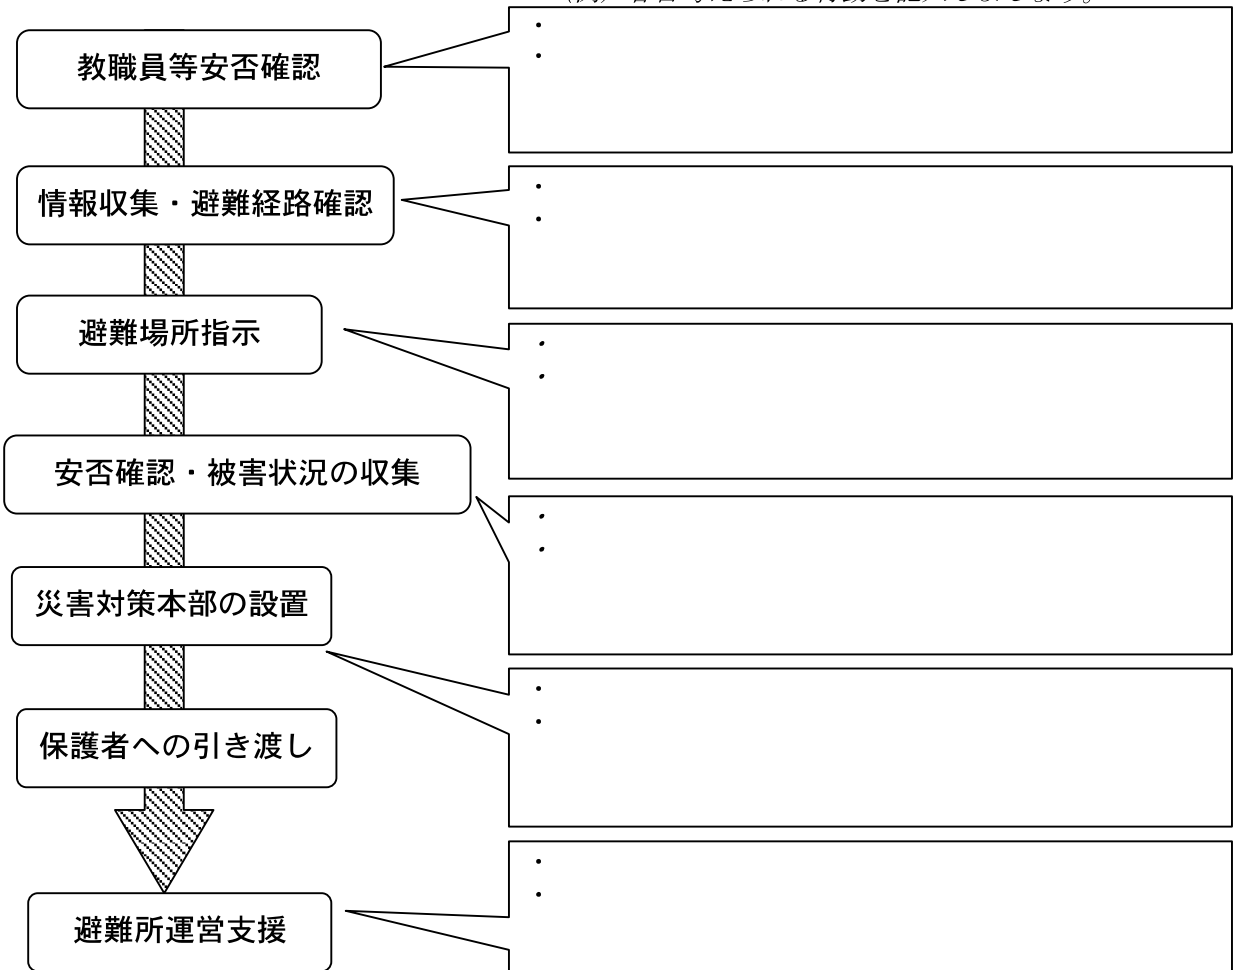 教職員等安否確認
・
・
情報収集・避難経路確認
・
・
避難場所指示
・
・
安否確認・被害状況の収集
・
・
災害対策本部の設置
・
・
保護者への引き渡し
避難所運営支援
・
・